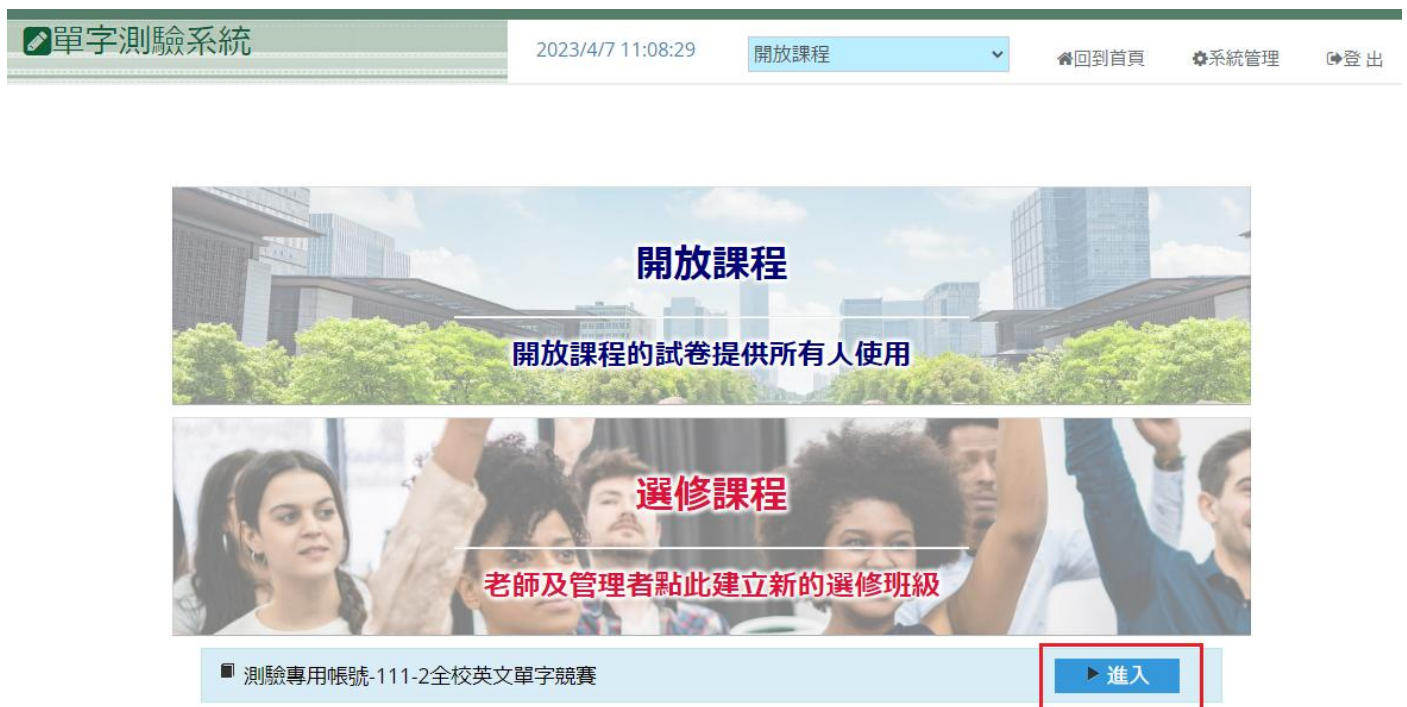 單字測驗系統
2023/4/7 11:08:29
開放課程
回到首頁
系統管理
登 出
開放課程
開放課程的試卷提供所有人使用
選修課程
老師及管理者點此建立新的選修班級
測驗專用帳號-111-2全校英文單字競賽
進入